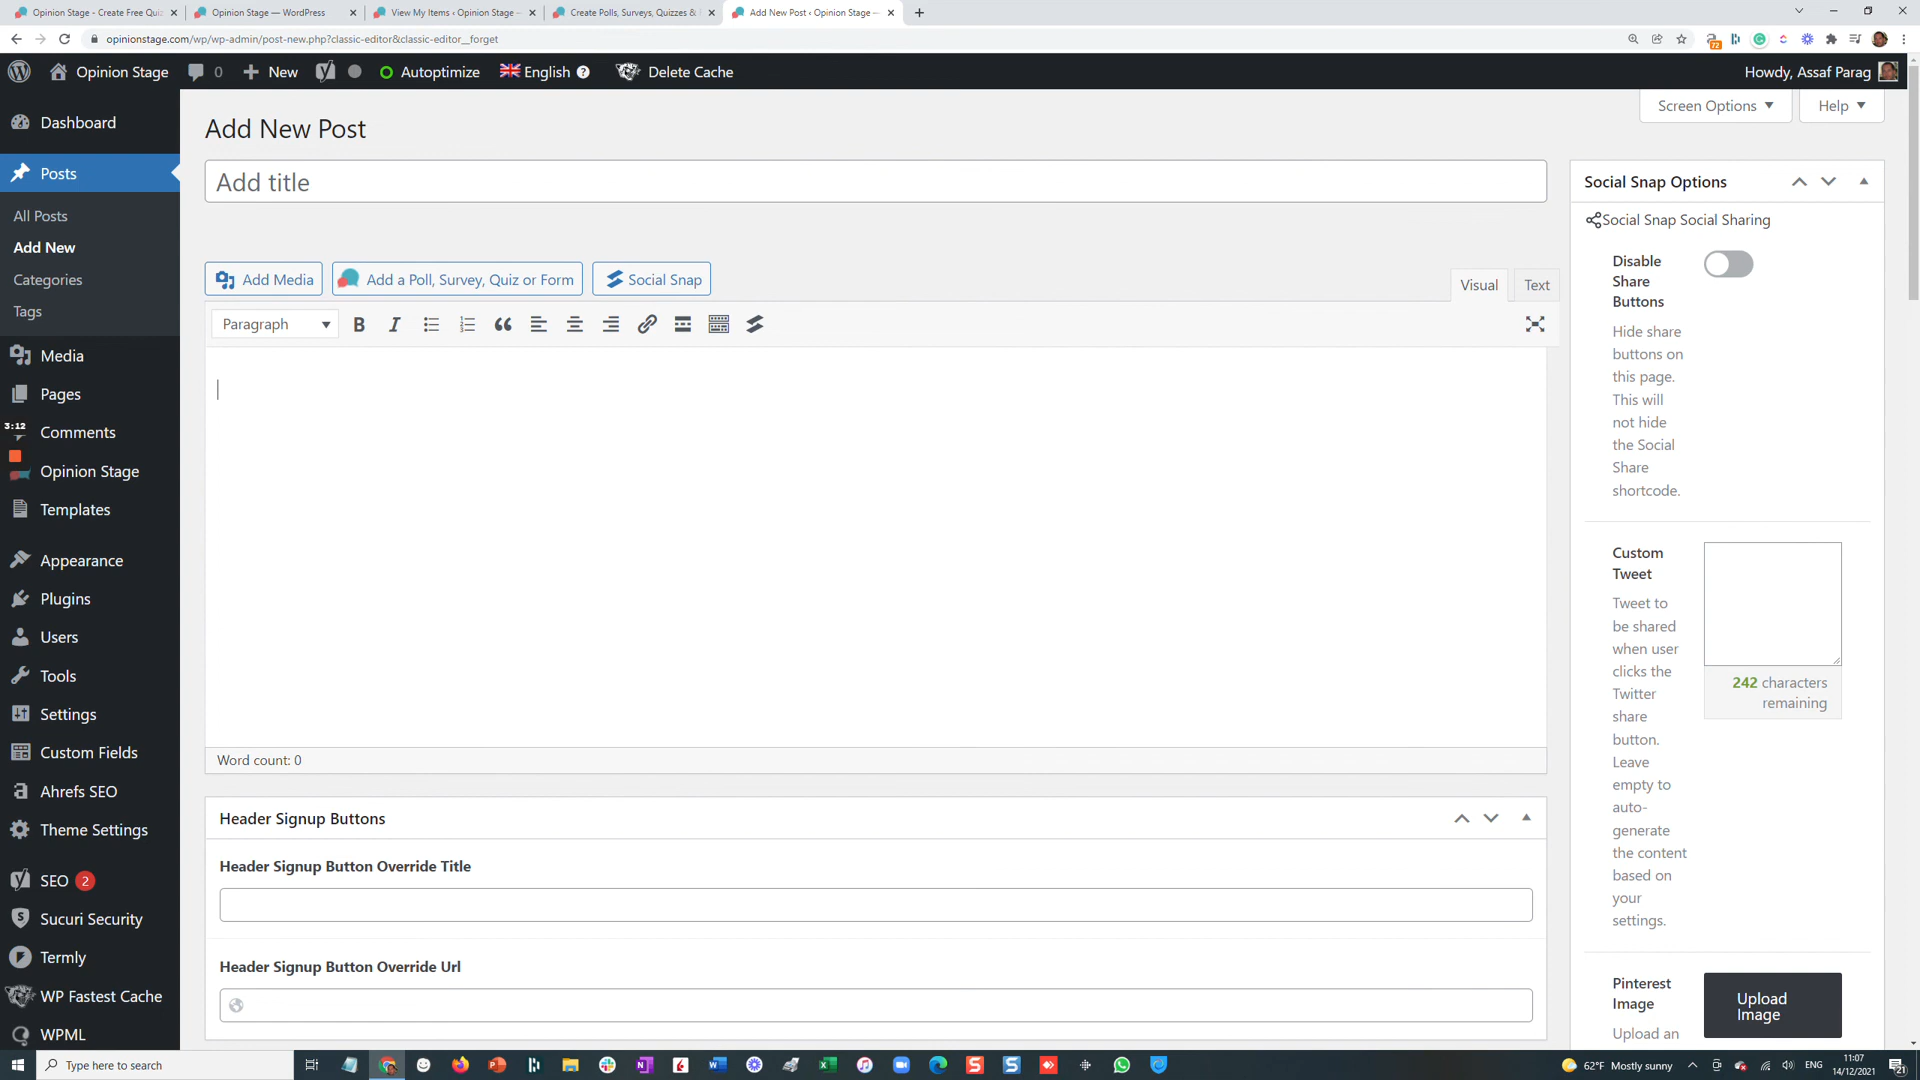 Opinion Stage - Create Free Quiz
Opinion Stage — WordPress
View My Items ‹ Opinion Stage —
Create Polls, Surveys, Quizzes &
Add New Post ‹ Opinion Stage —
opinionstage.com/wp/wp-admin/post-new.php?classic-editor&classic-editor__forget
72
Opinion Stage
0
New
Autoptimize
English
Delete Cache
Howdy, Assaf Parag
Screen Options
Help
Dashboard
Posts
All Posts
Add New
Categories
Tags
Media
Pages
3:12
Comments
Opinion Stage
Templates
Appearance
Plugins
Users
Tools
Settings
Custom Fields
Ahrefs SEO
Theme Settings
SEO 2
Sucuri Security
Termly
WP Fastest Cache
WPML
Add New Post
Add title
Add Media
Add a Poll, Survey, Quiz or Form
Social Snap
Visual
Text
Paragraph
Word count: 0
Header Signup Buttons
Header Signup Button Override Title
Header Signup Button Override Url
Social Snap Options
Social Snap Social Sharing
Disable
Share
Buttons
Hide share
buttons on
this page.
This will
not hide
the Social
Share
shortcode.
Custom
Tweet
Tweet to
be shared
when user
clicks the
Twitter
share
button.
Leave
empty to
auto-
generate
the content
based on
your
settings.
242 characters
remaining
Pinterest
Image
Upload an
Upload
Image
Type here to search
62°F Mostly sunny
ENG
11:07
14/12/2021
21